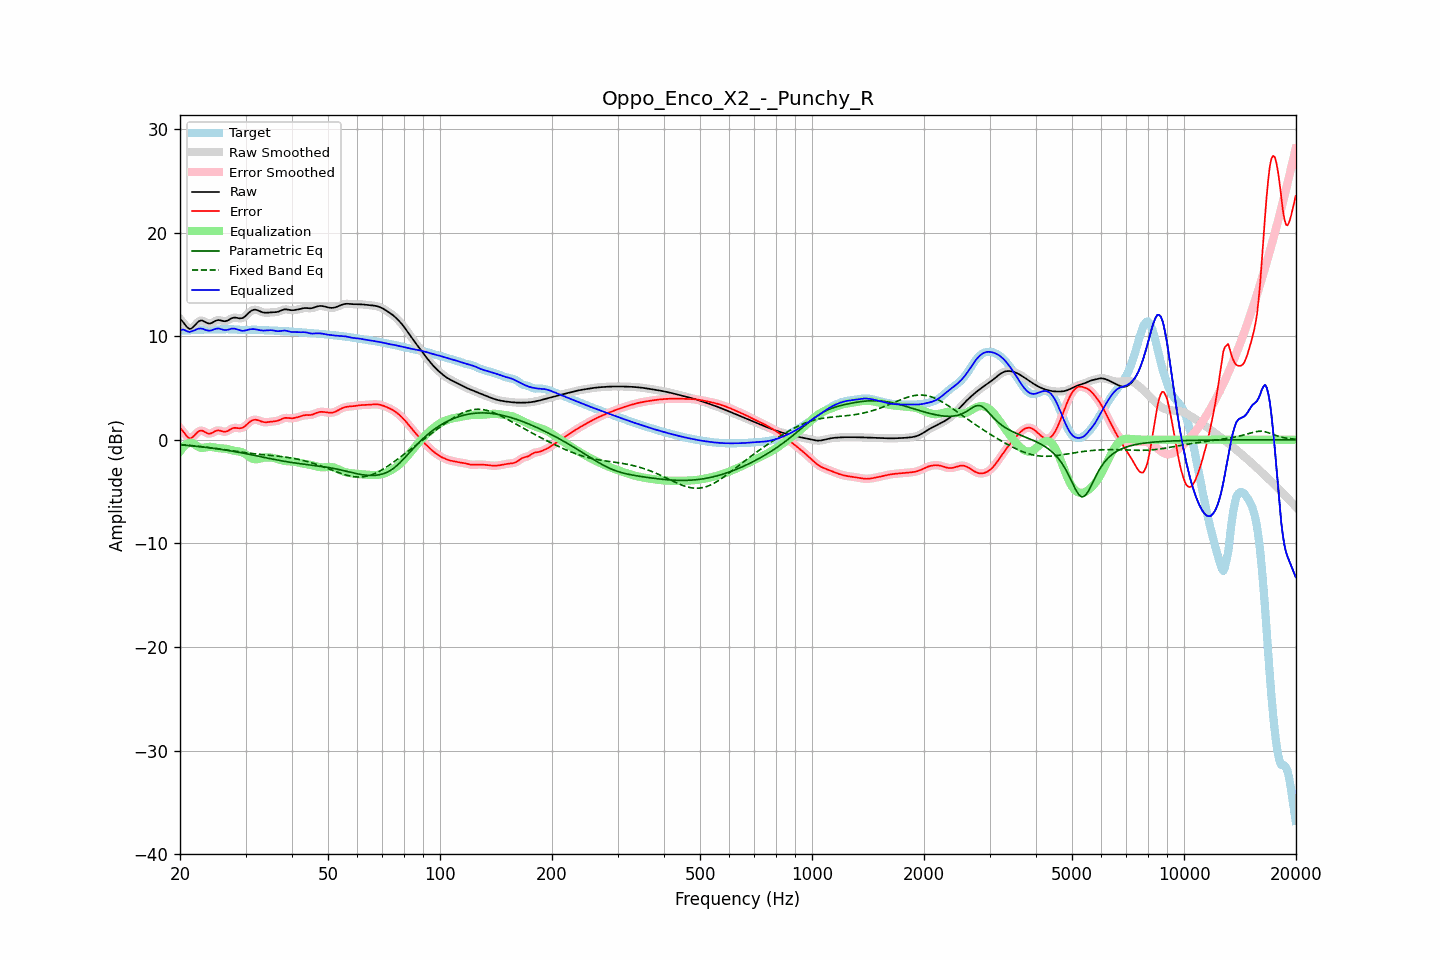 Oppo_Enco_X2_-_Punchy_R
Target
Raw Smoothed
Error Smoothed
Raw
Error
Equalization
Parametric Eq
Fixed Band Eq
Equalized
30
20
10
0
−10
−20
−30
−40
Amplitude (dBr)
20
50
100
200
500
1000
2000
5000
10000
20000
Frequency (Hz)